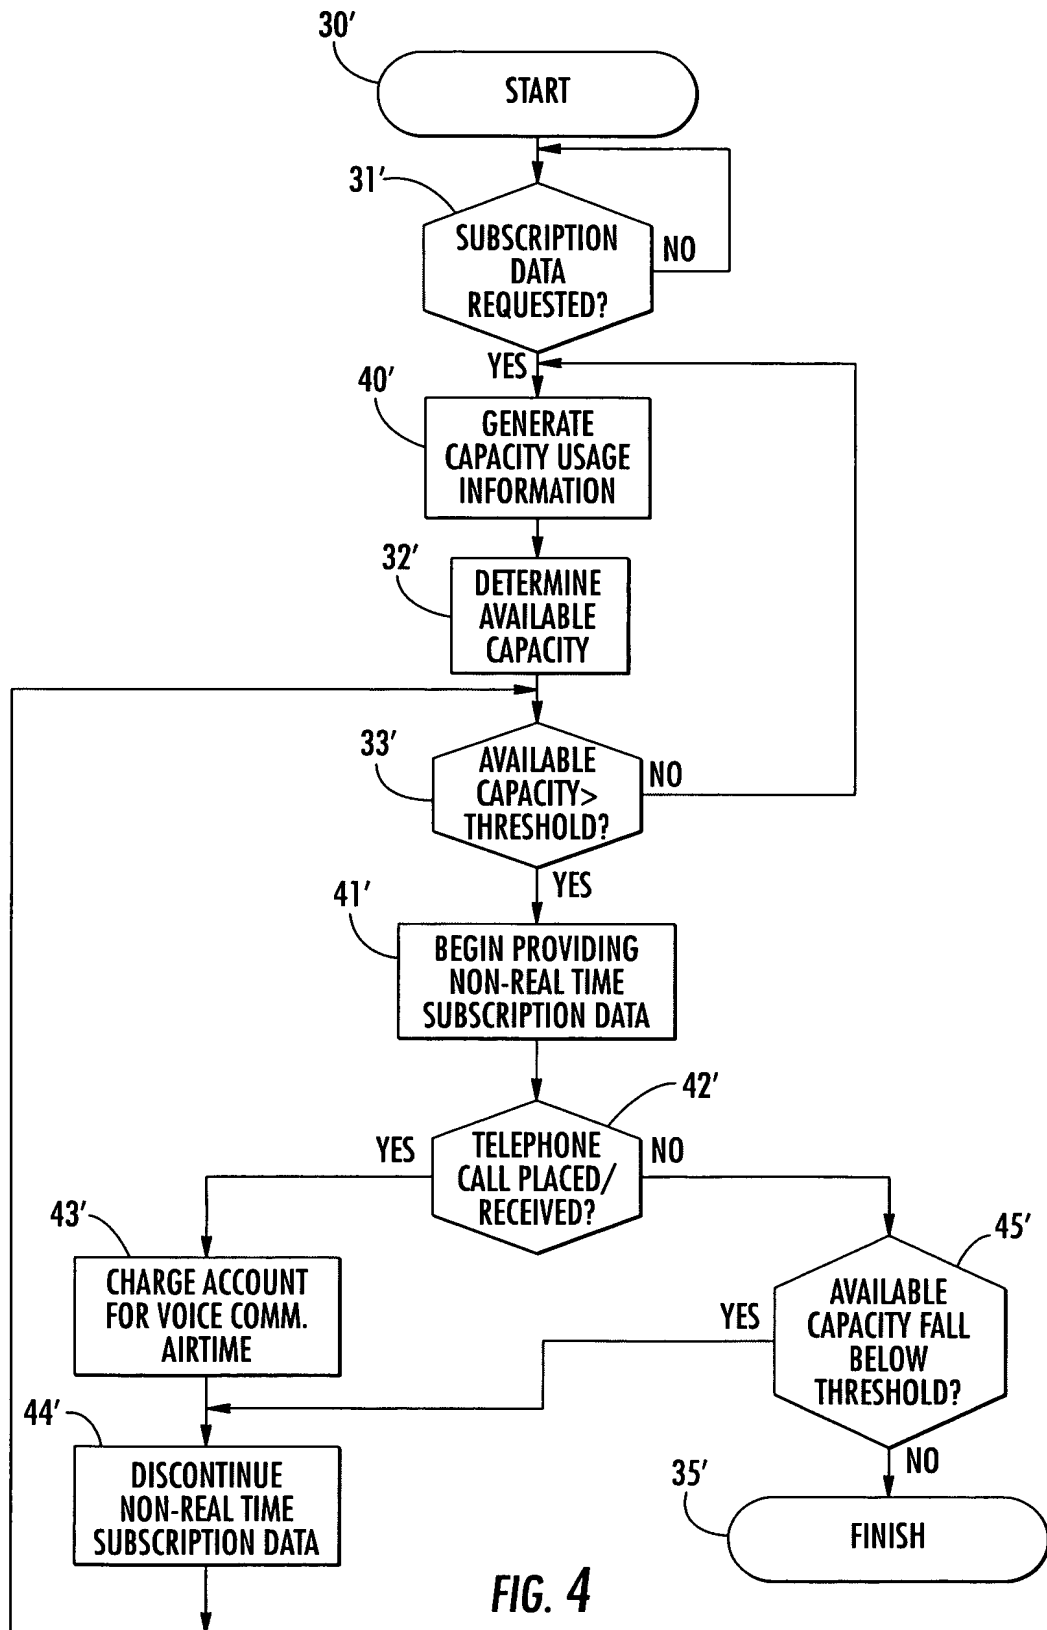 30'
START
31'
SUBSCRIPTION
DATA
REQUESTED?
NO
YES
40'
GENERATE
CAPACITY USAGE
INFORMATION
32'
DETERMINE
AVAILABLE
CAPACITY
33'
AVAILABLE
CAPACITY>
THRESHOLD?
NO
YES
41'
BEGIN PROVIDING
NON-REAL TIME
SUBSCRIPTION DATA
42'
YES
TELEPHONE
CALL PLACED/
RECEIVED?
NO
43'
CHARGE ACCOUNT
FOR VOICE COMM.
AIRTIME
45'
YES
AVAILABLE
CAPACITY FALL
BELOW
THRESHOLD?
NO
44'
DISCONTINUE
NON-REAL TIME
SUBSCRIPTION DATA
35'
FINISH
FIG. 4